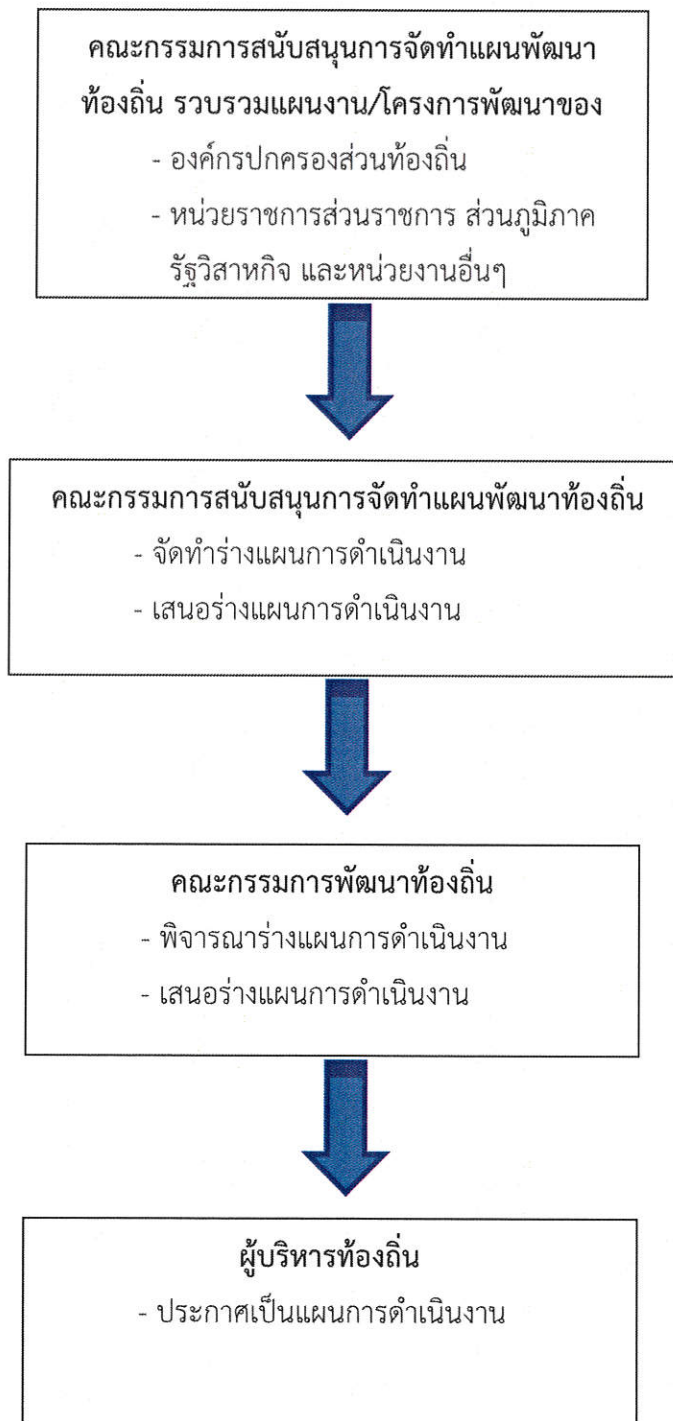 คณะกรรมการสนับสนุนการจัดทำแผนพัฒนา
ท้องถิ่น รวบรวมแผนงาน/โครงการพัฒนาของ
- องค์กรปกครองส่วนท้องถิ่น
- หน่วยราชการส่วนราชการ ส่วนภูมิภาค
รัฐวิสาหกิจ และหน่วยงานอื่นๆ
คณะกรรมการสนับสนุนการจัดทำแผนพัฒนาท้องถิ่น
- จัดทำร่างแผนการดำเนินงาน
- เสนอร่างแผนการดำเนินงาน
คณะกรรมการพัฒนาท้องถิ่น
- พิจารณาร่างแผนการดำเนินงาน
- เสนอร่างแผนการดำเนินงาน
ผู้บริหารท้องถิ่น
- ประกาศเป็นแผนการดำเนินงาน